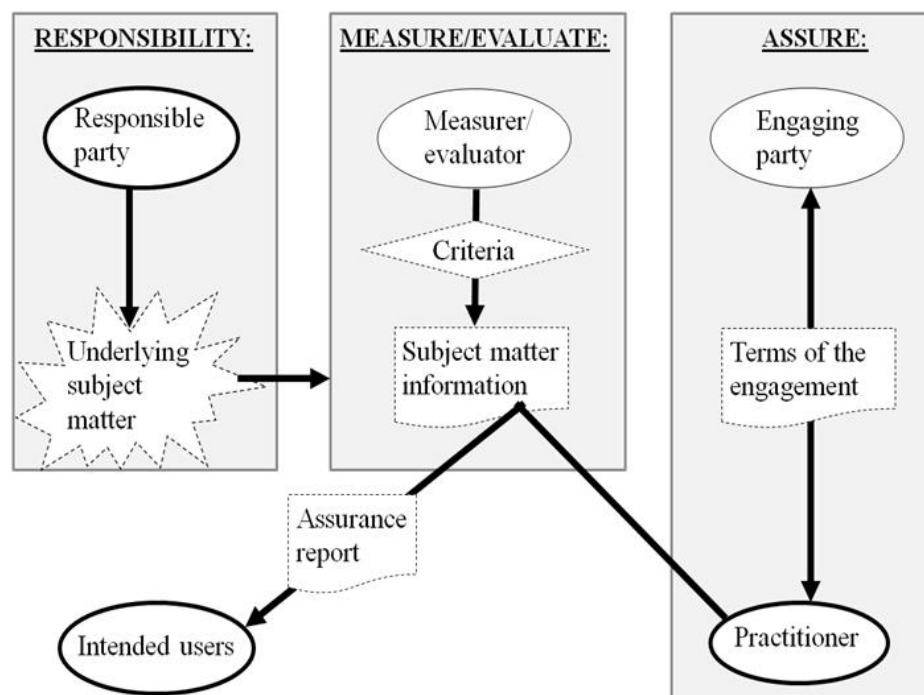 RESPONSIBILITY:
Responsible
party
Underlying
subject
matter
MEASURE/EVALUATE:
Measurer/
evaluator
Criteria
Subject matter
information
ASSURE:
Engaging
party
Terms of the
engagement
Practitioner
Assurance
report
Intended users